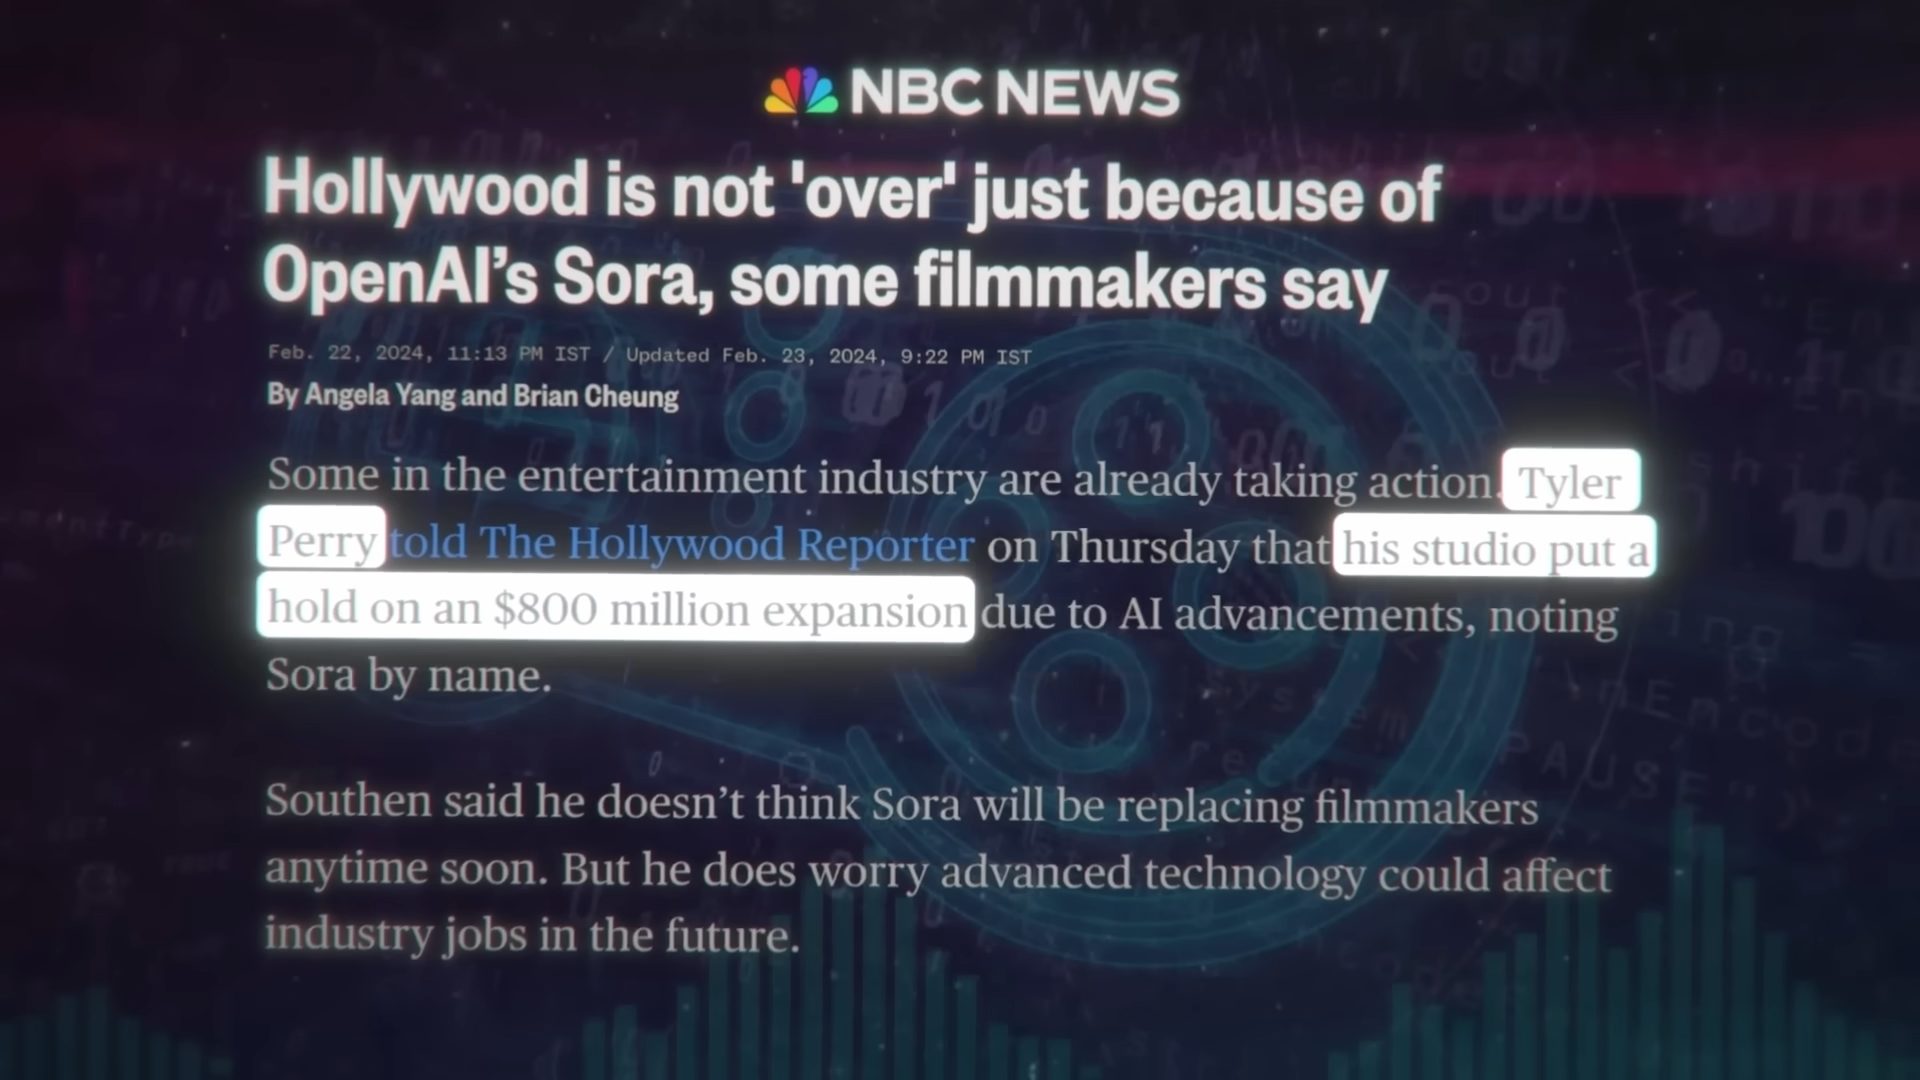 NBC NEWS
Hollywood is not 'over' just because of
OpenAI’s Sora, some filmmakers say
Feb. 22, 2024, 11:13 PM IST / Updated Feb. 23, 2024, 9:22 PM IST
By Angela Yang and Brian Cheung
Some in the entertainment industry are already taking action. Tyler
Perry told The Hollywood Reporter on Thursday that his studio put a
hold on an $800 million expansion due to AI advancements, noting
Sora by name.
Southen said he doesn’t think Sora will be replacing filmmakers
anytime soon. But he does worry advanced technology could affect
industry jobs in the future.